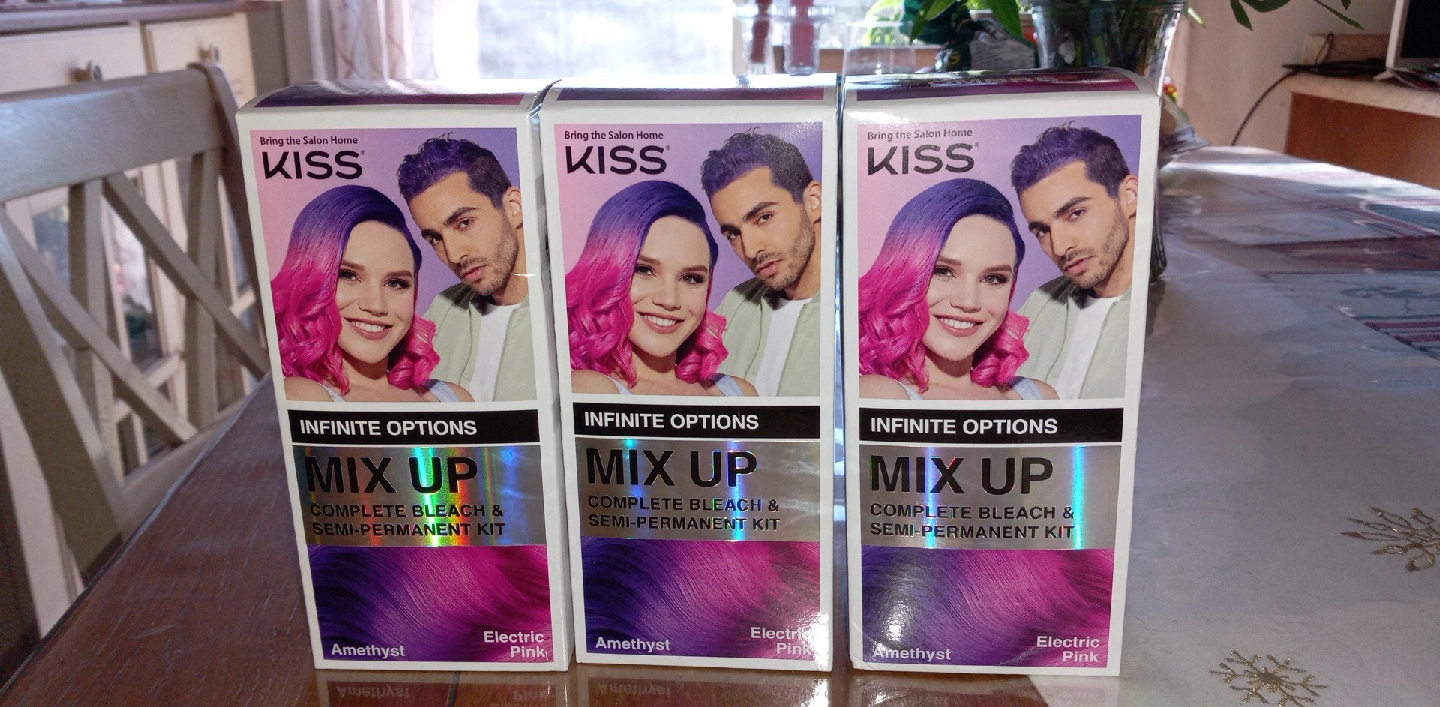 Bring the Salon Home
KISS®
INFINITE OPTIONS
MIX UP
COMPLETE BLEACH &
SEMI-PERMANENT KIT
Amethyst
Electric
Pink
Bring the Salon Home
KISS®
INFINITE OPTIONS
MIX UP
COMPLETE BLEACH &
SEMI-PERMANENT KIT
Amethyst
Electric
Pink
Bring the Salon Home
KISS®
INFINITE OPTIONS
MIX UP
COMPLETE BLEACH &
SEMI-PERMANENT KIT
Amethyst
Electric
Pink